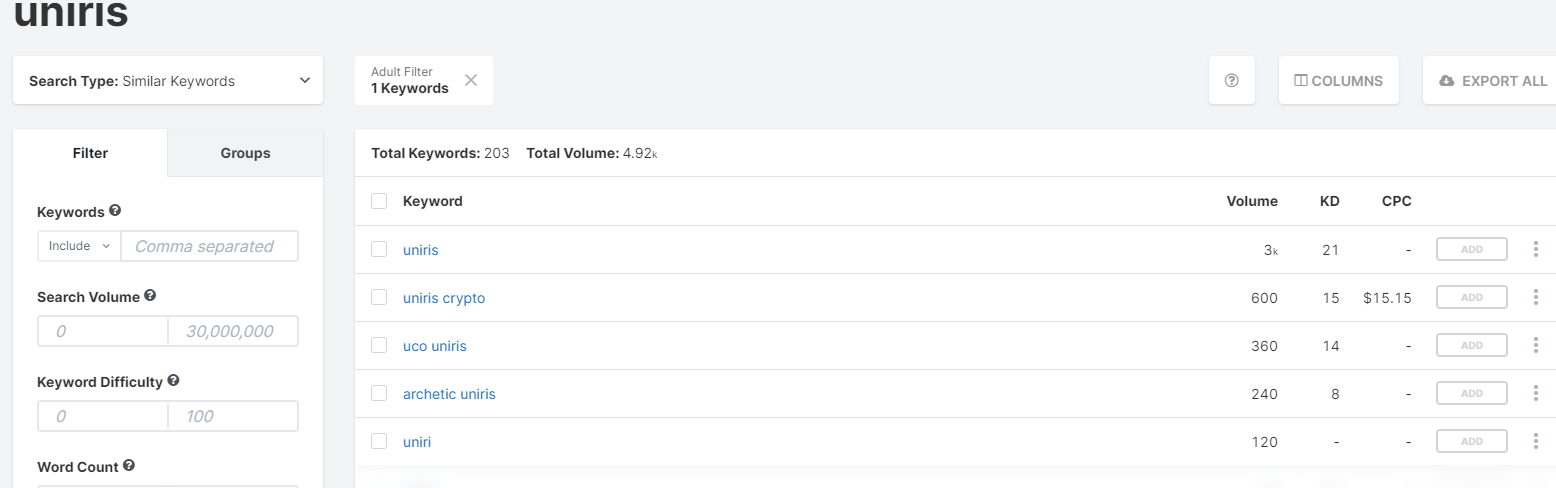 uniris
Search Type: Similar Keywords
Adult Filter
1 Keywords
COLUMNS
EXPORT ALL
Filter
Groups
Total Keywords: 203 Total Volume: 4.92k
Keyword Volume KD CPC
Keywords
Include Comma separated
uniris 3k 21 - ADD
Search Volume
uniris crypto 600 15 $15.15 ADD
0 30,000,000
uco uniris 360 14 - ADD
Keyword Difficulty
archetic uniris 240 8 - ADD
0 100
uniri 120 - - ADD
Word Count